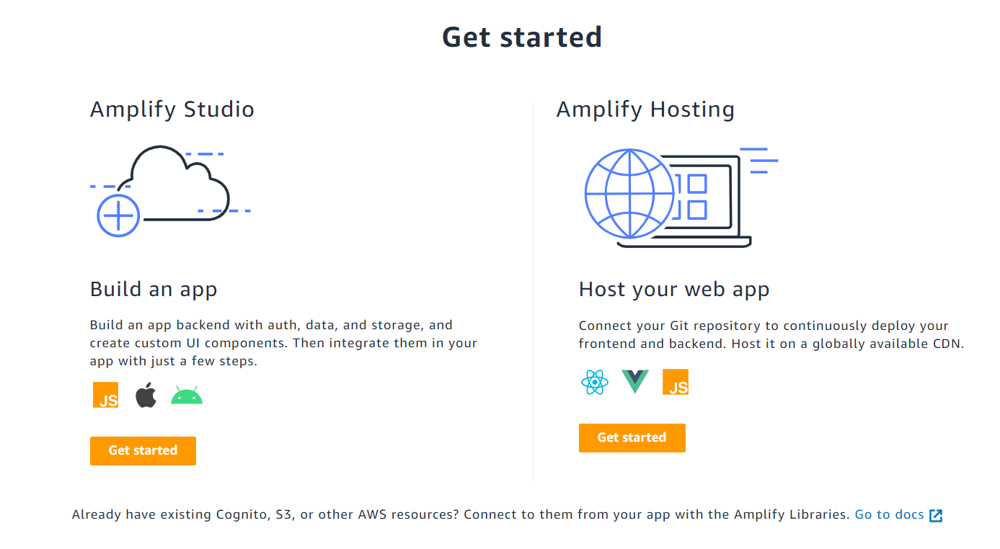 Get started
Amplify Studio
Build an app
Build an app backend with auth, data, and storage, and
create custom UI components. Then integrate them in your
app with just a few steps.
JS
Get started
Amplify Hosting
Host your web app
Connect your Git repository to continuously deploy your
frontend and backend. Host it on a globally available CDN.
JS
Get started
Already have existing Cognito, S3, or other AWS resources? Connect to them from your app with the Amplify Libraries. Go to docs